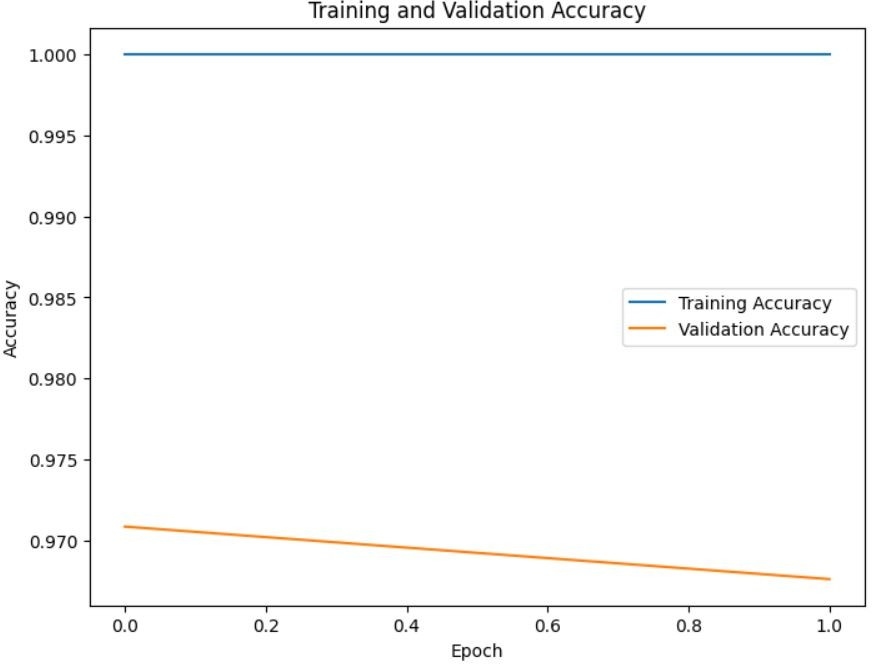 Training and Validation Accuracy
1.000
0.995
0.990
0.985
0.980
0.975
0.970
Accuracy
Training Accuracy
Validation Accuracy
0.0 0.2 0.4 0.6 0.8 1.0
Epoch